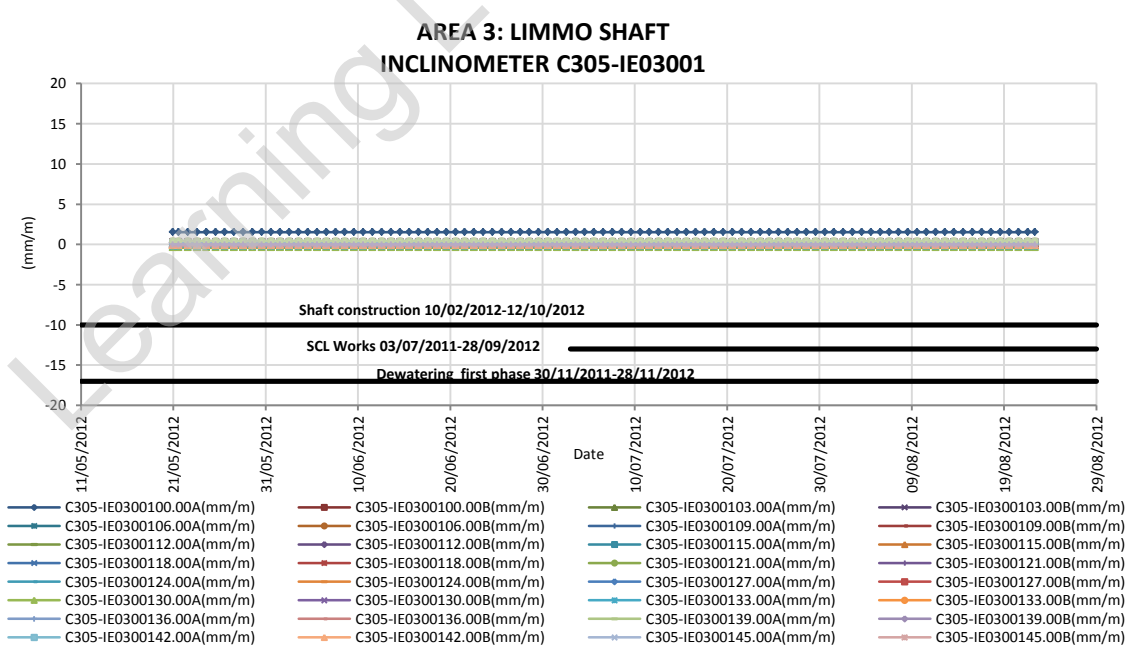 AREA 3: LIMMO SHAFT
INCLINOMETER C305-IE03001
20
15
10
5
0
-5
-10
-15
-20
(mm/m)
Learning L
Shaft construction 10/02/2012-12/10/2012
SCL Works 03/07/2011-28/09/2012
Dewatering first phase 30/11/2011-28/11/2012
11/05/2012
21/05/2012
31/05/2012
10/06/2012
20/06/2012
30/06/2012
10/07/2012
20/07/2012
30/07/2012
09/08/2012
19/08/2012
29/08/2012
Date
C305-IE0300100.00A(mm/m) C305-IE0300100.00B(mm/m) C305-IE0300103.00A(mm/m) C305-IE0300103.00B(mm/m)
C305-IE0300106.00A(mm/m) C305-IE0300106.00B(mm/m) C305-IE0300109.00A(mm/m) C305-IE0300109.00B(mm/m)
C305-IE0300112.00A(mm/m) C305-IE0300112.00B(mm/m) C305-IE0300115.00A(mm/m) C305-IE0300115.00B(mm/m)
C305-IE0300118.00A(mm/m) C305-IE0300118.00B(mm/m) C305-IE0300121.00A(mm/m) C305-IE0300121.00B(mm/m)
C305-IE0300124.00A(mm/m) C305-IE0300124.00B(mm/m) C305-IE0300127.00A(mm/m) C305-IE0300127.00B(mm/m)
C305-IE0300130.00A(mm/m) C305-IE0300130.00B(mm/m) C305-IE0300133.00A(mm/m) C305-IE0300133.00B(mm/m)
C305-IE0300136.00A(mm/m) C305-IE0300136.00B(mm/m) C305-IE0300139.00A(mm/m) C305-IE0300139.00B(mm/m)
C305-IE0300142.00A(mm/m) C305-IE0300142.00B(mm/m) C305-IE0300145.00A(mm/m) C305-IE0300145.00B(mm/m)